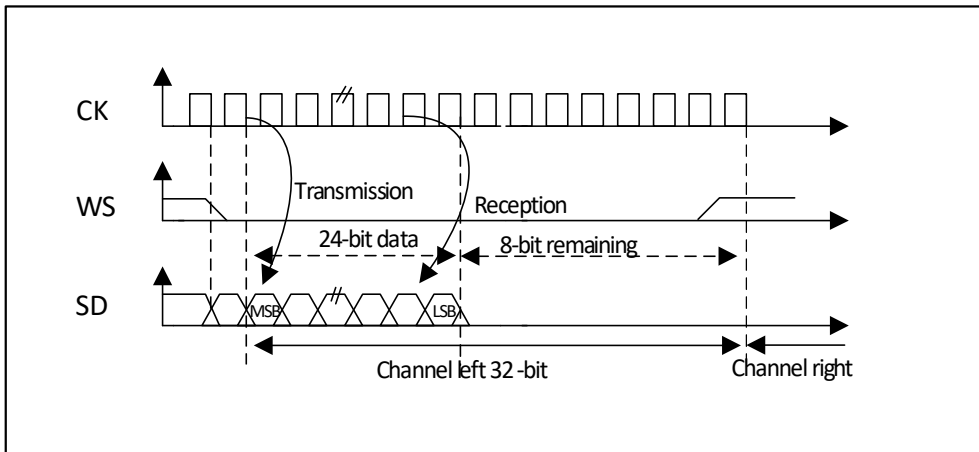 CK
//
WS
Transmission
Reception
24-bit data
8-bit remaining
SD
MSB
//
LSB
Channel left 32 -bit
Channel right